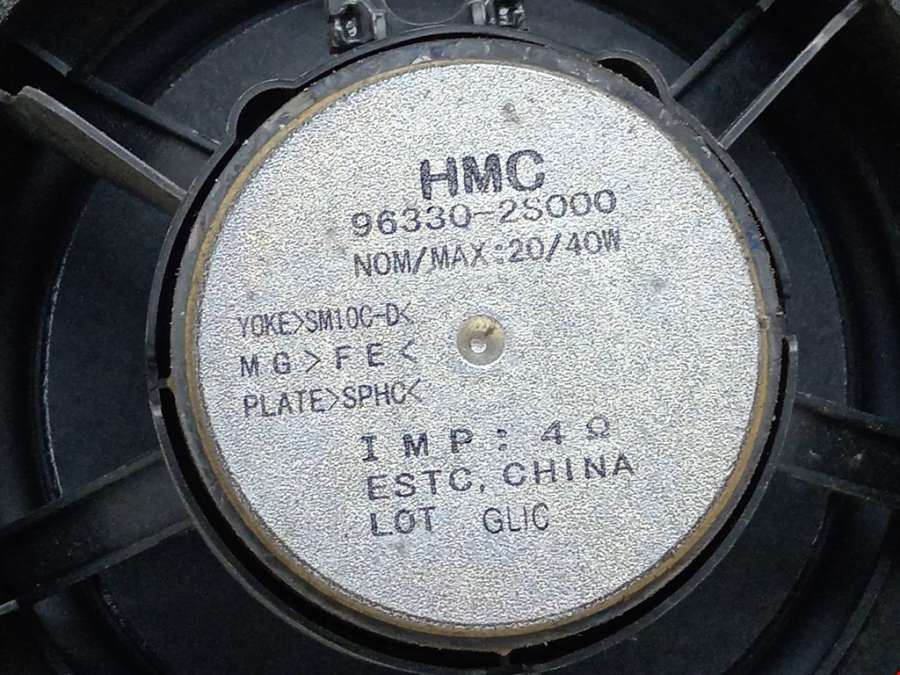 HMC
96330-2S000
NOM/MAX:20/40W
YOKE>SM10C-D<
MG>FE<
PLATE>SPHC<
IMP:4Ω
ESTC, CHINA
LOT GLIC